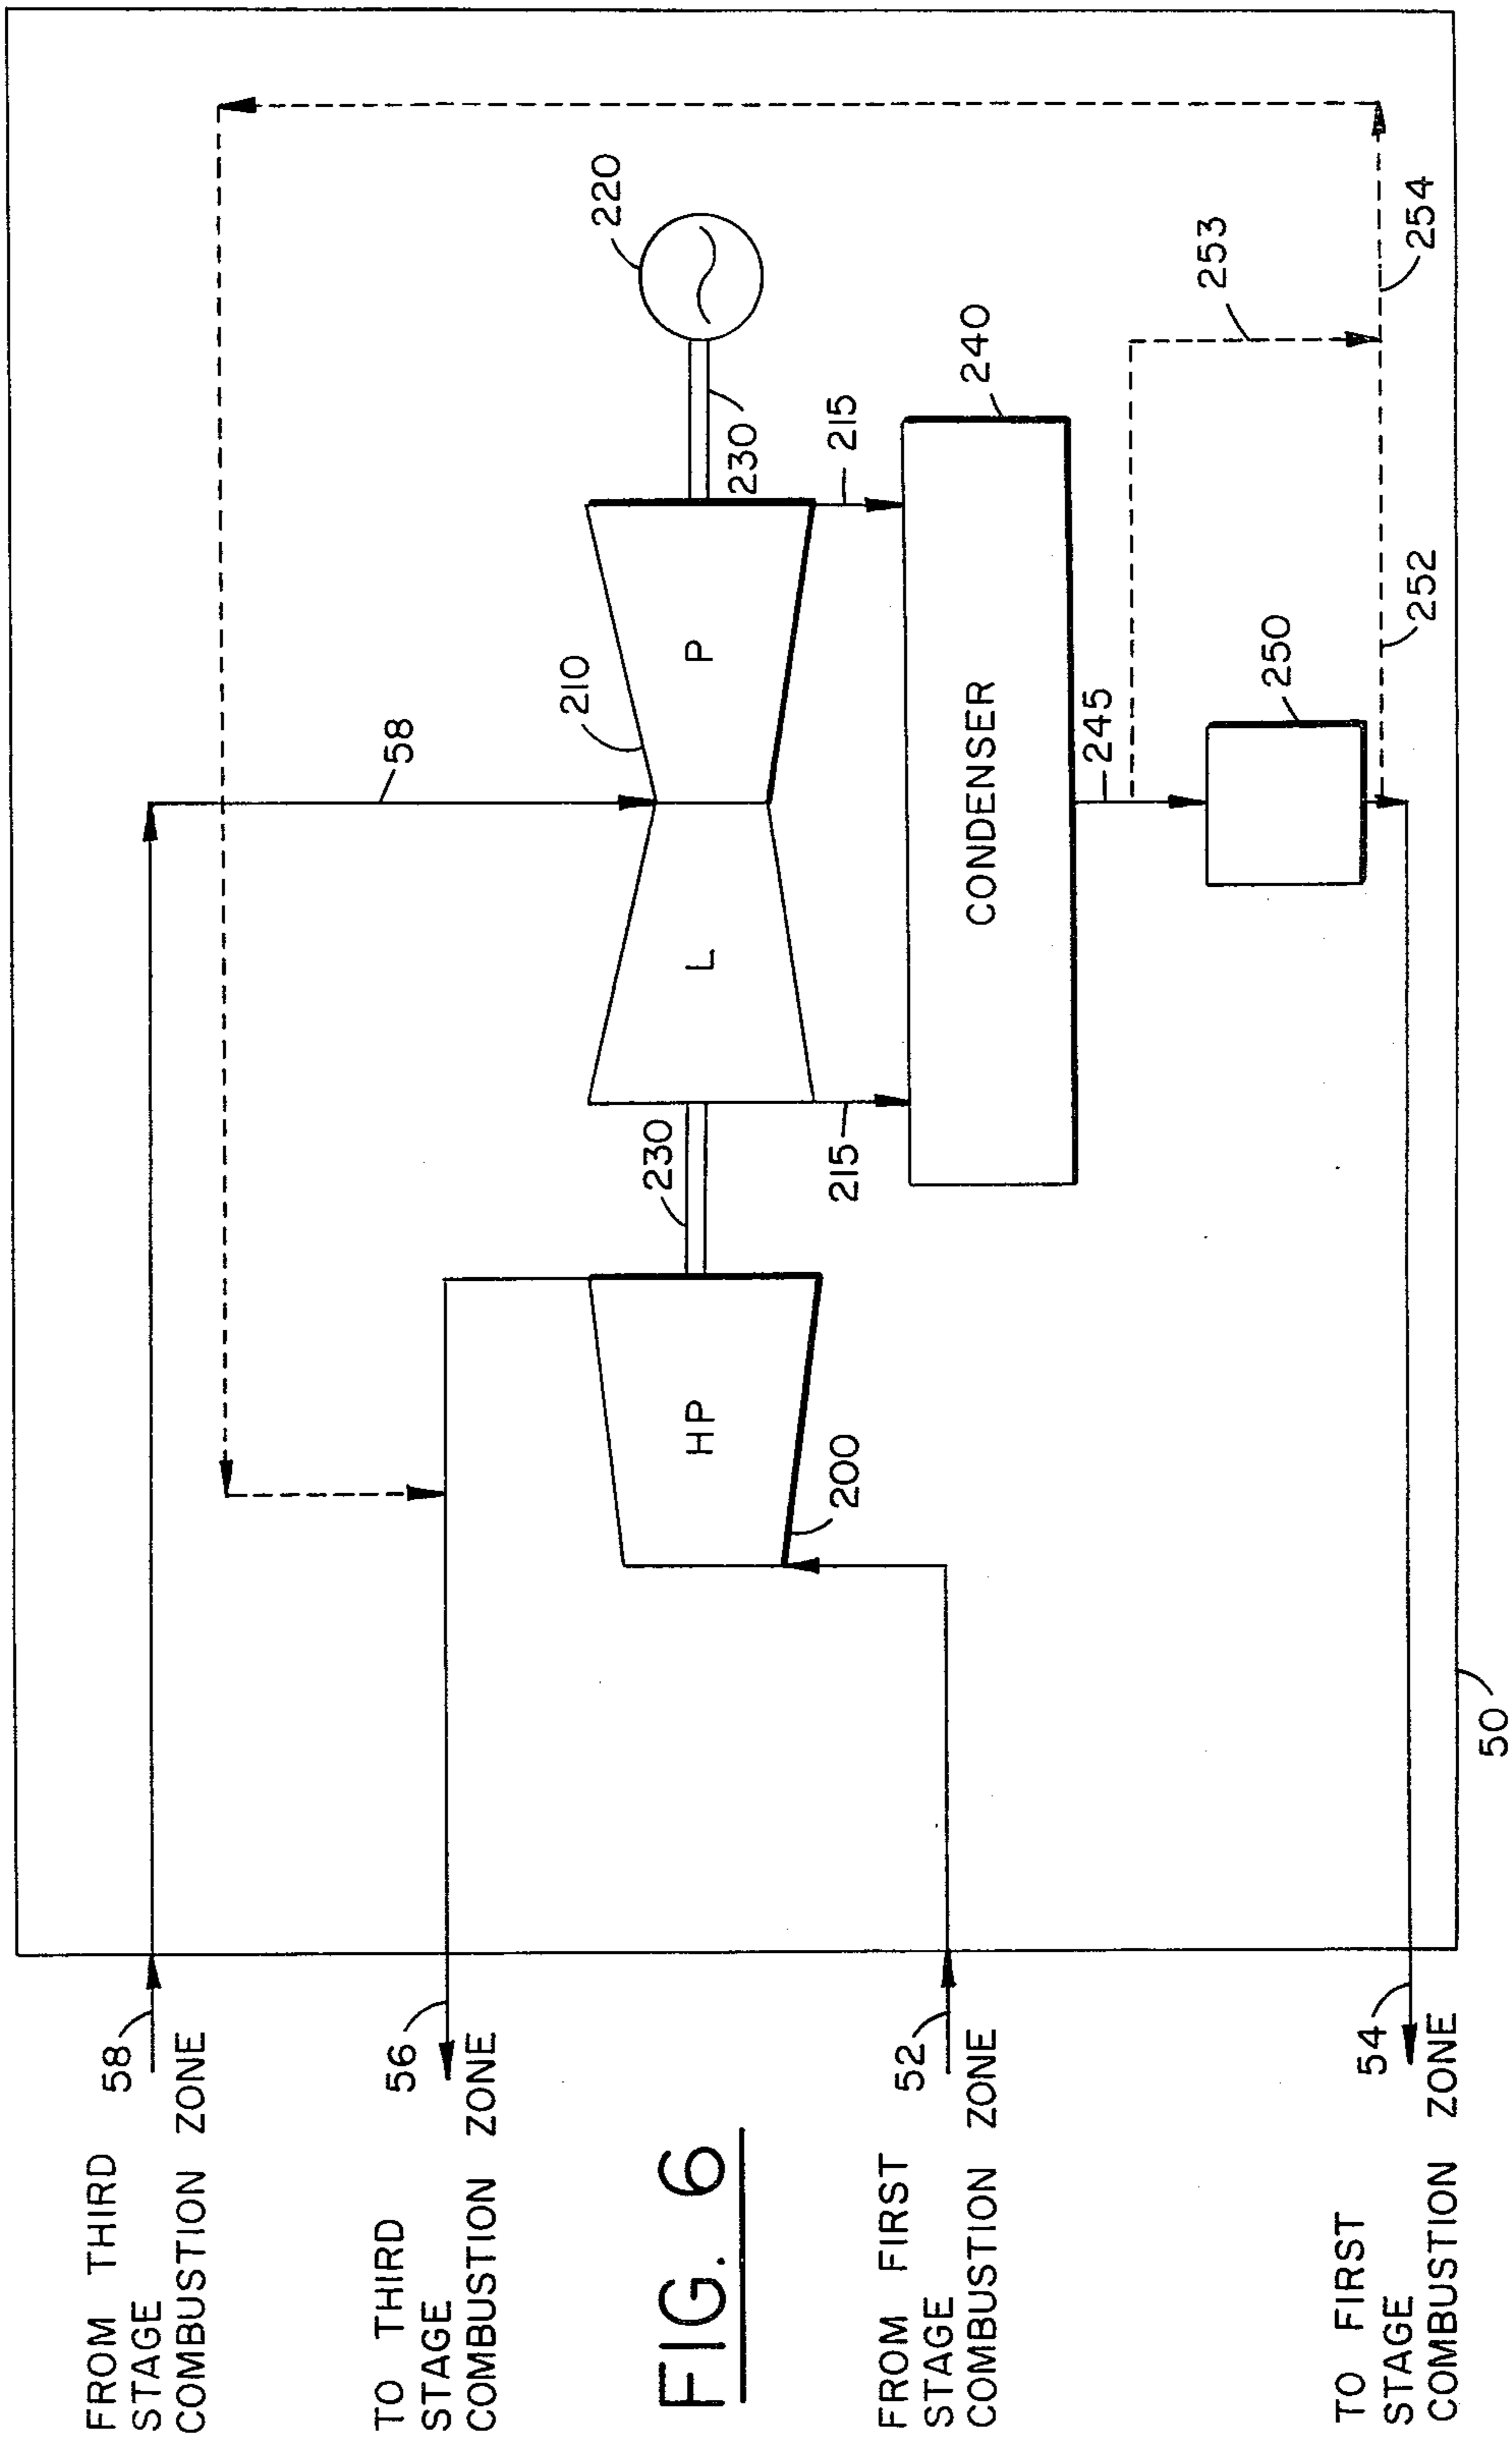 FROM THIRD
STAGE
COMBUSTION ZONE
58
58
TO THIRD
STAGE
COMBUSTION ZONE
56
FIG. 6
HP
200
230
L P
210
230
220
FROM FIRST
STAGE
COMBUSTION ZONE
52
215
215
CONDENSER
240
245
253
250
252
254
TO FIRST
STAGE
COMBUSTION ZONE
54
50